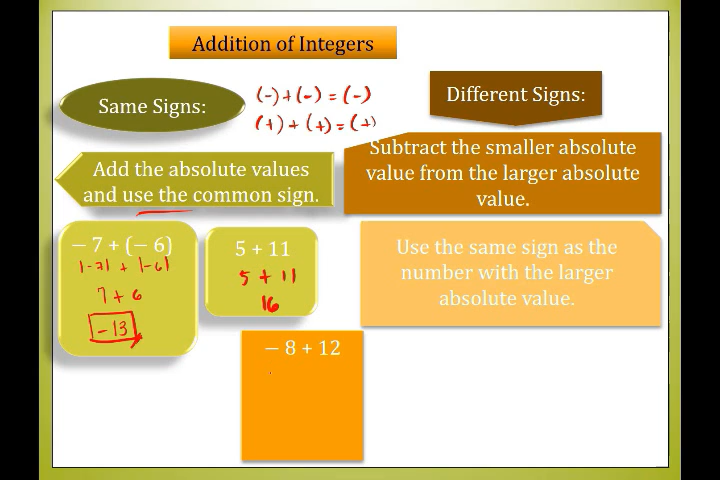 Addition of Integers
Same Signs:
(-) + (-) = (-)
(+) + (+) = (+)
Add the absolute values
and use the common sign.
− 7 + (− 6)
|-7| + |-6|
7 + 6
- 13
5 + 11
5 + 11
16
Different Signs:
Subtract the smaller absolute
value from the larger absolute
value.
Use the same sign as the
number with the larger
absolute value.
− 8 + 12